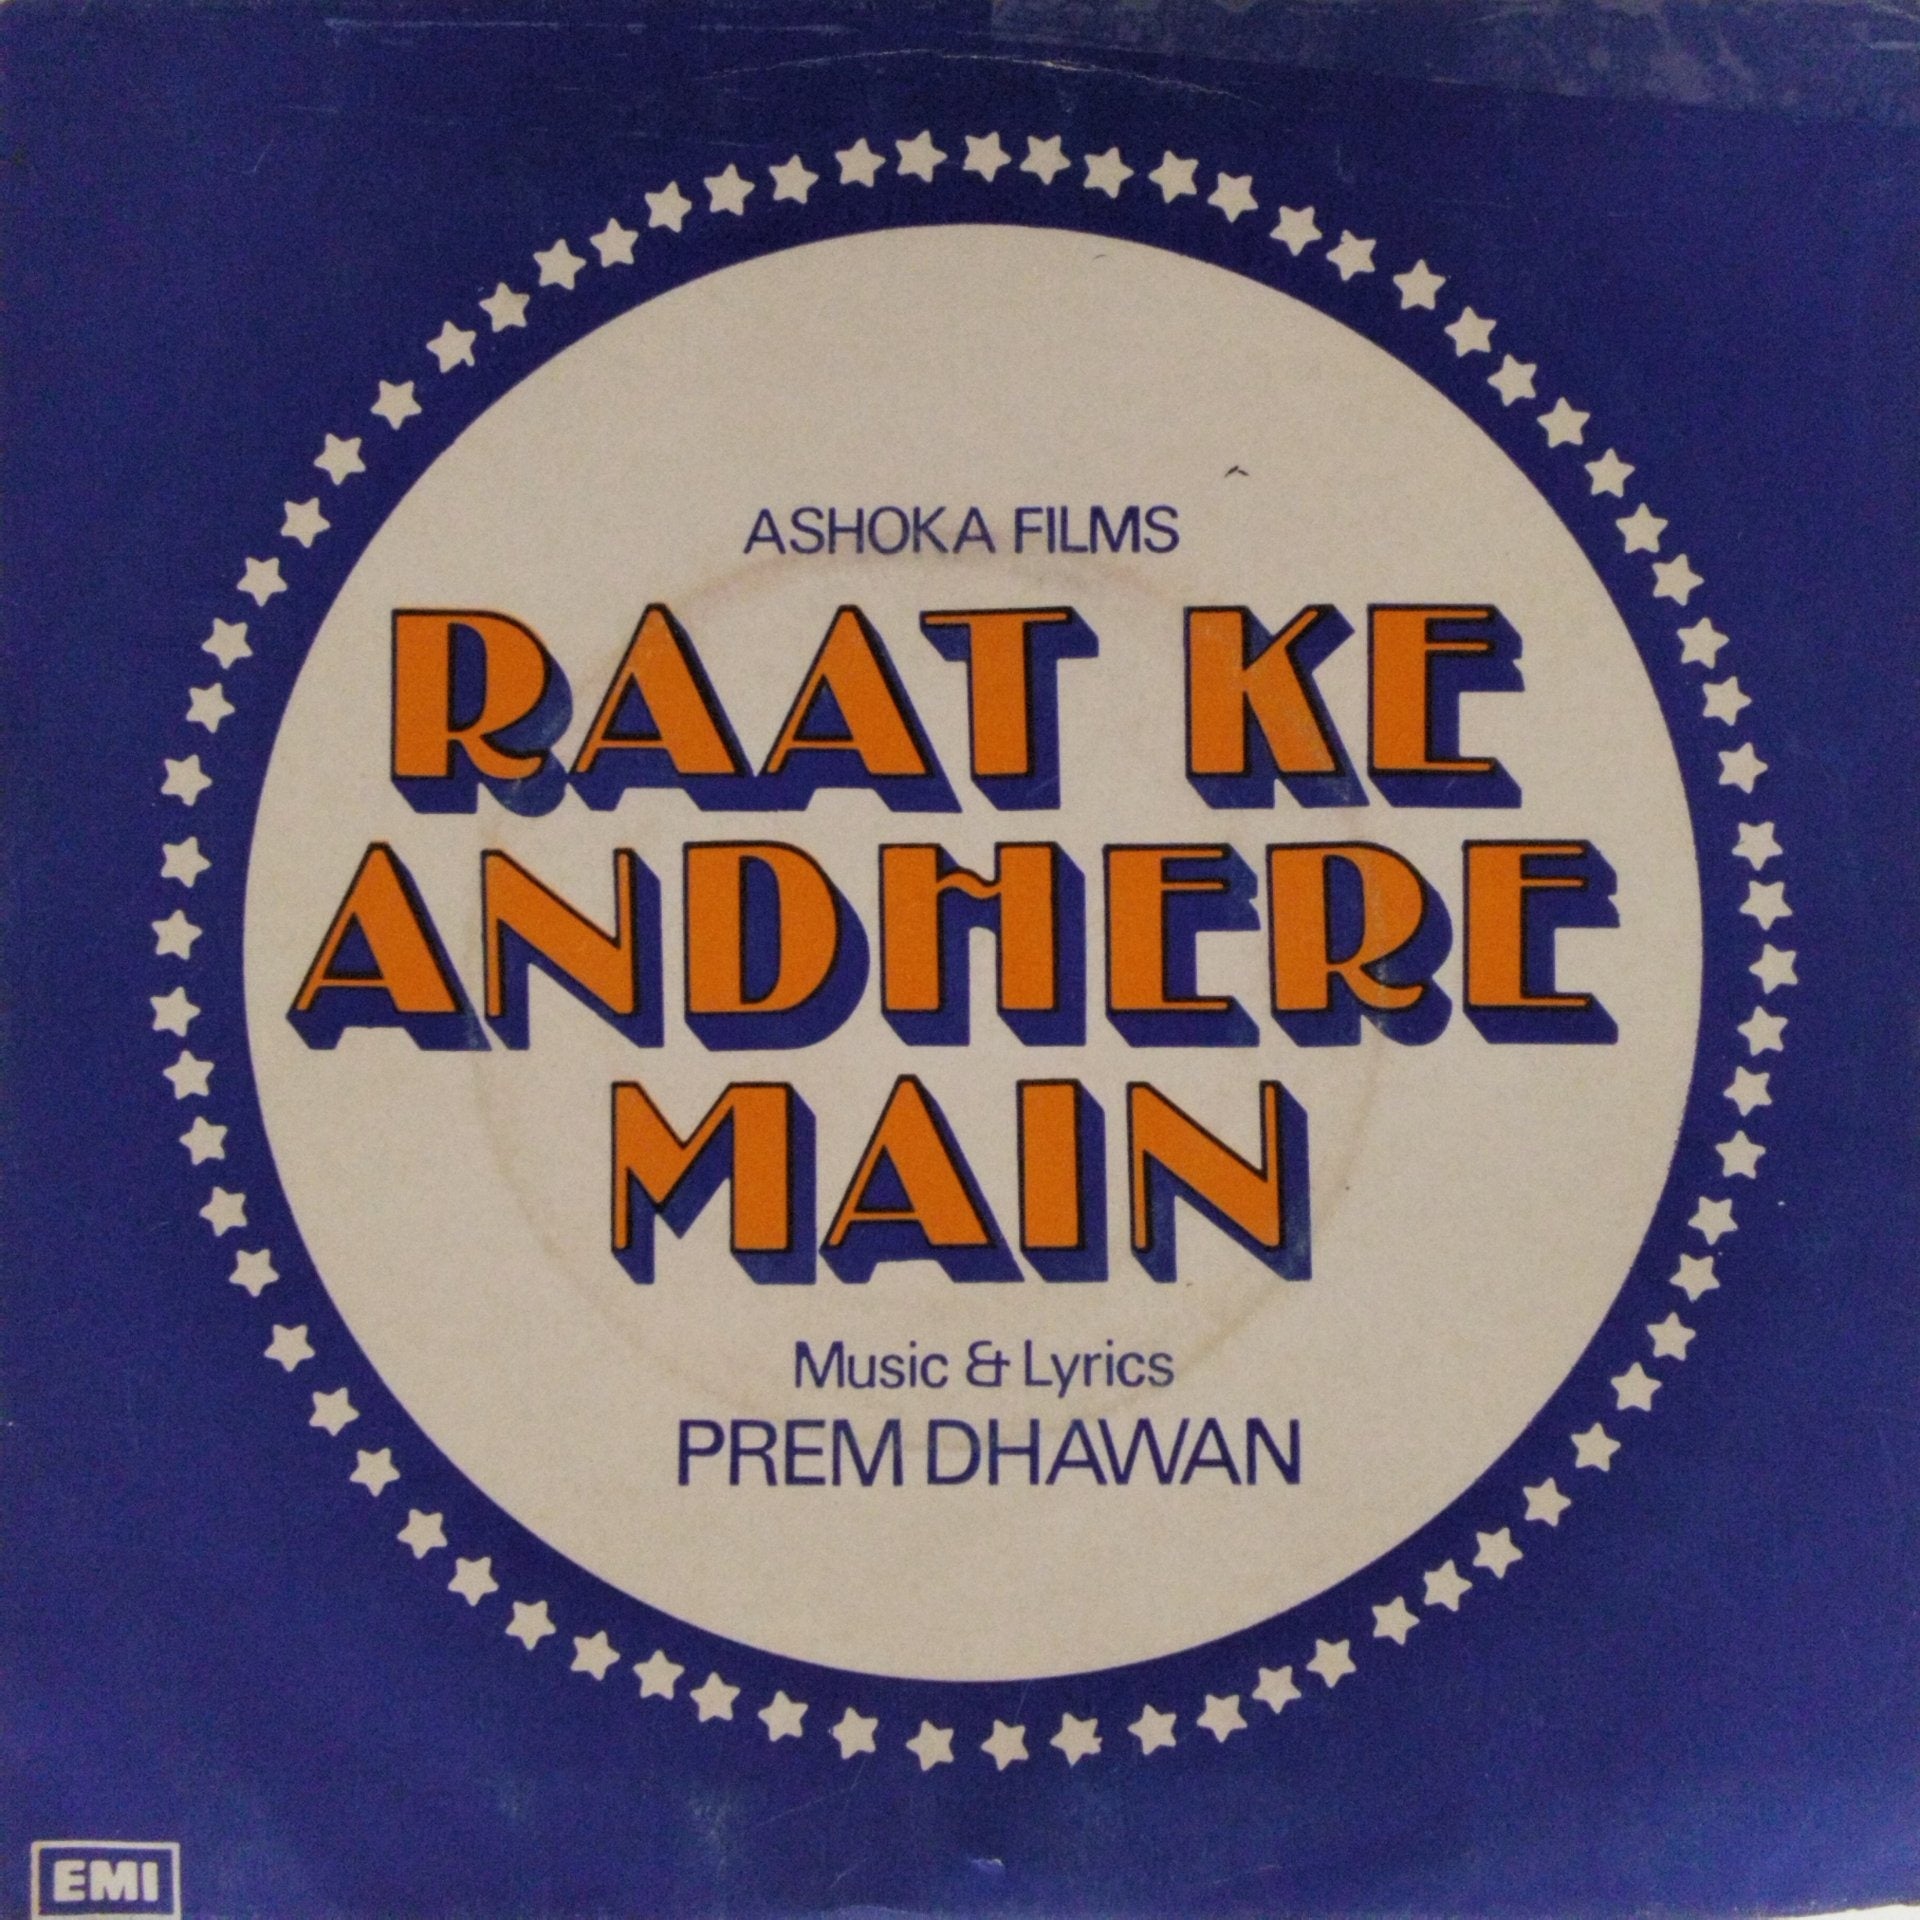 ASHOKA FILMS
RAAT KE
ANDHERE
MAIN
Music & Lyrics
PREM DHAWAN
EMI